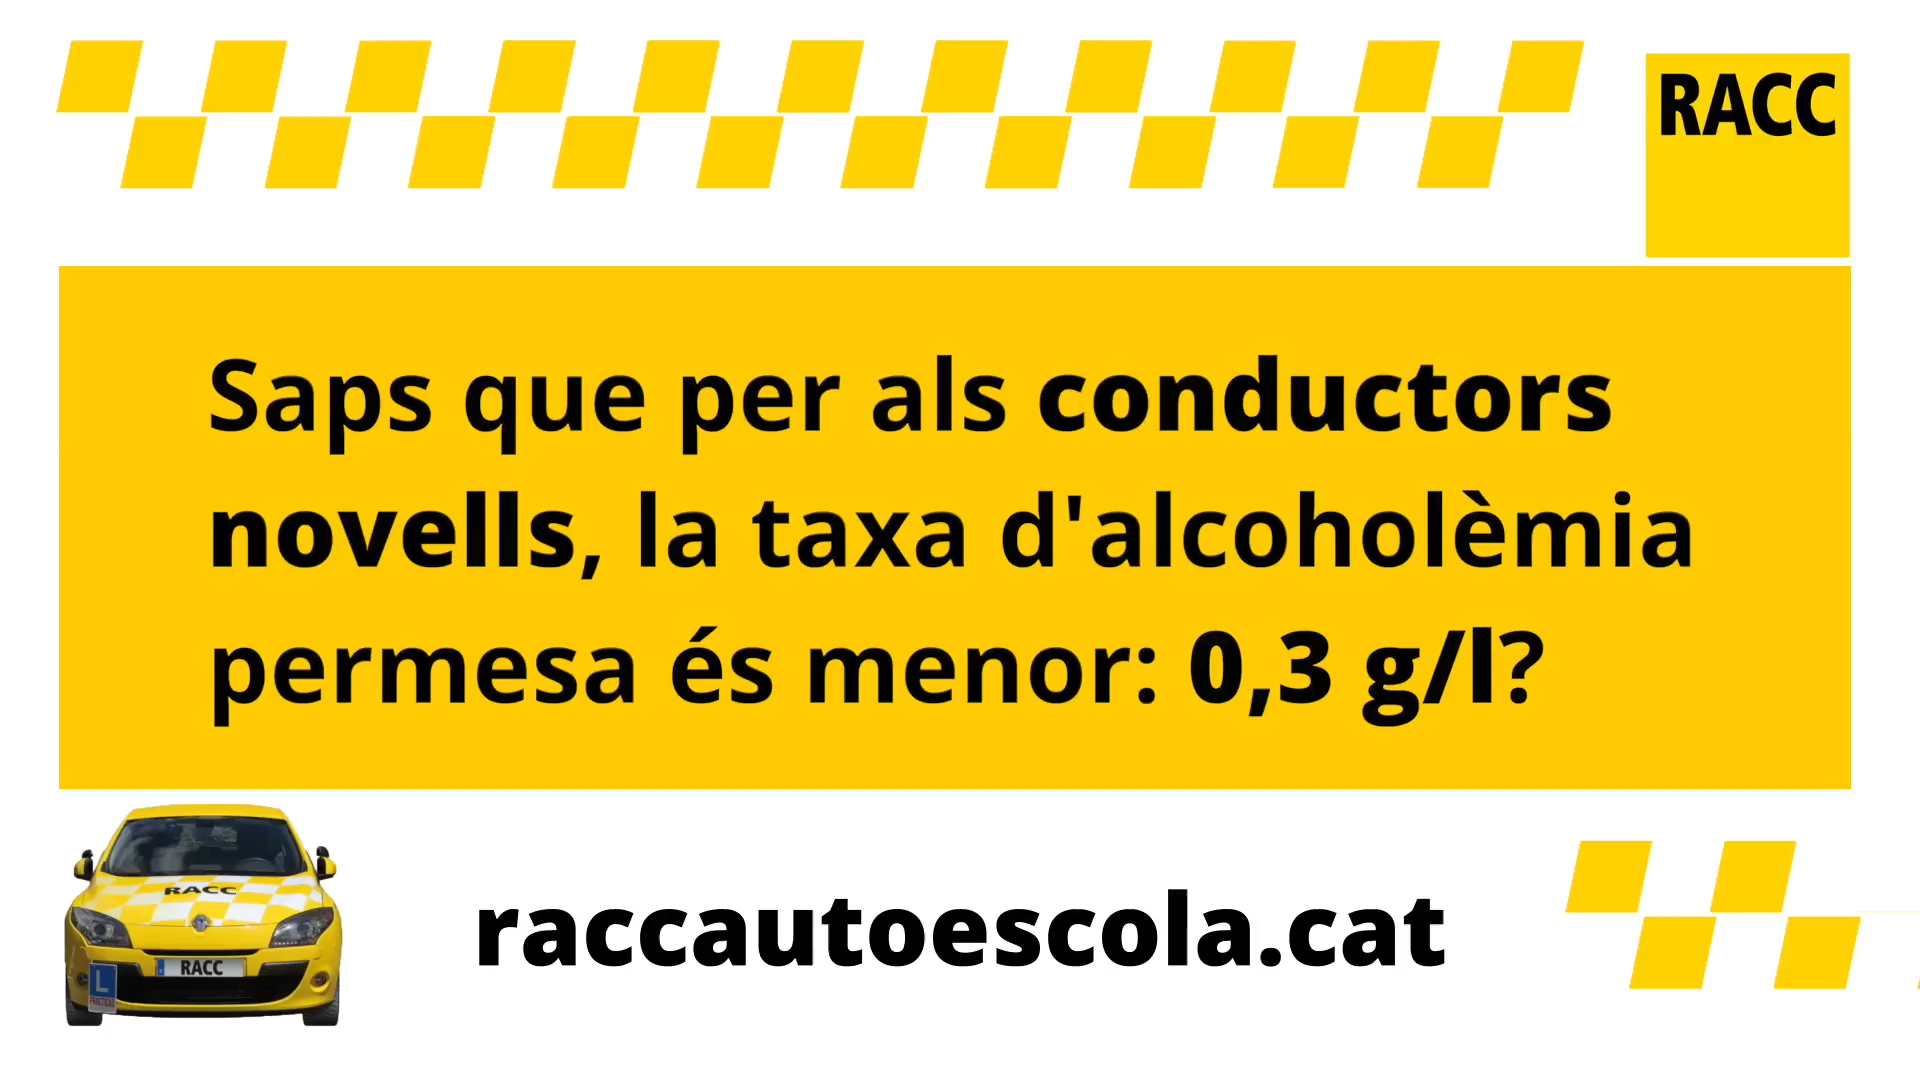 RACC
Saps que per als conductors
novells, la taxa d'alcoholèmia
permesa és menor: 0,3 g/l?
RACC
RACC
L
PRÁCTICAS
raccautoescola.cat